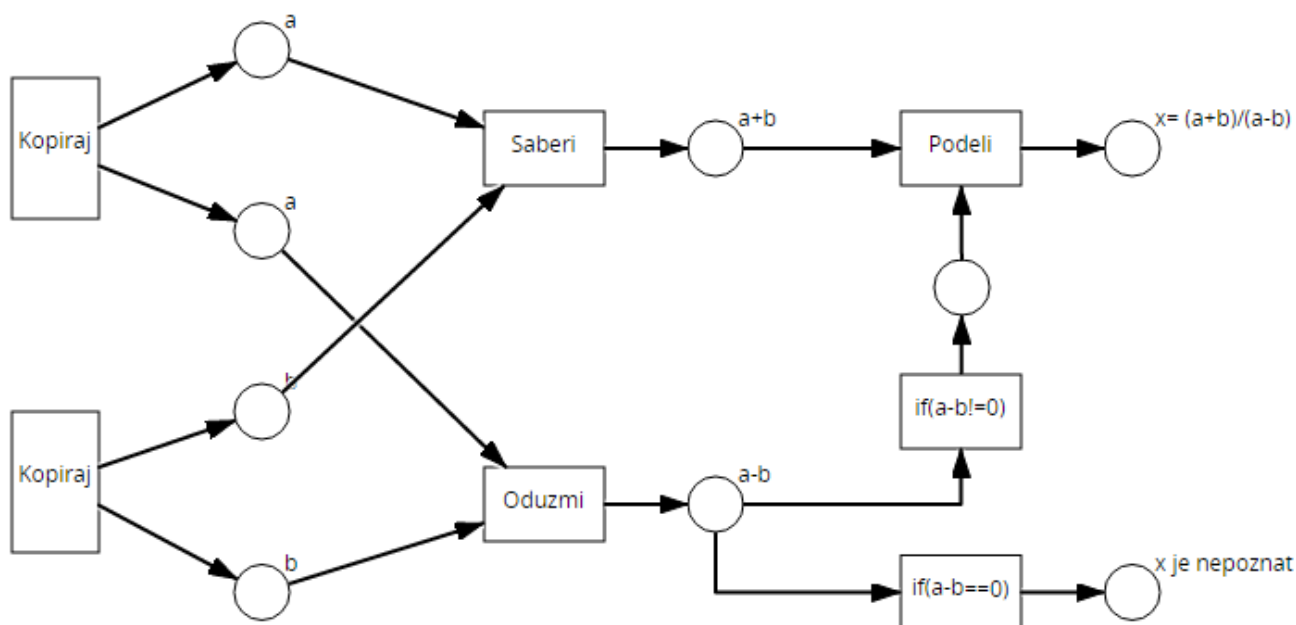 a
Kopiraj
a
Saberi
a+b
Podeli
x= (a+b)/(a-b)
b
Kopiraj
b
Oduzmi
a-b
if(a-b!=0)
if(a-b==0)
x je nepoznat